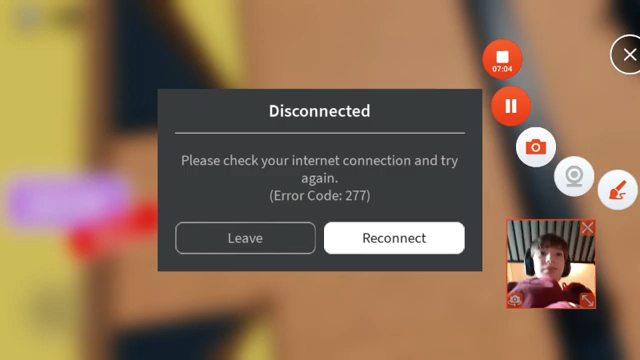 07:04
Disconnected
Please check your internet connection and try
again.
(Error Code: 277)
Leave
Reconnect